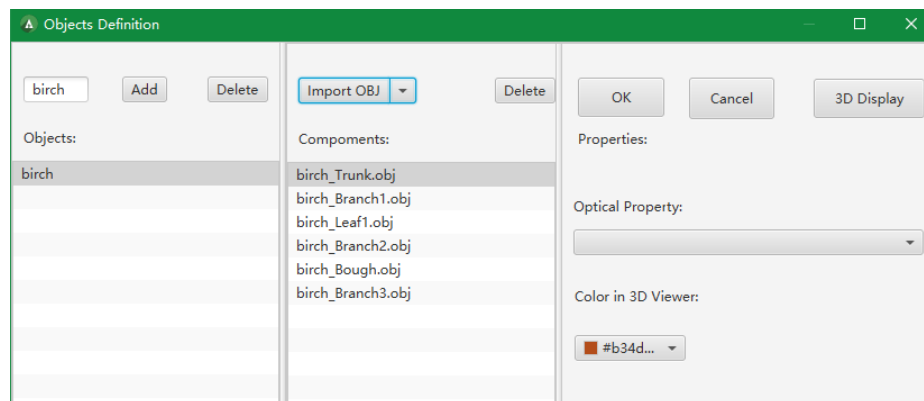 Objects Definition
birch Add Delete
Objects:
birch
Import OBJ Delete
Compoments:
birch_Trunk.obj
birch_Branch1.obj
birch_Leaf1.obj
birch_Branch2.obj
birch_Bough.obj
birch_Branch3.obj
OK Cancel 3D Display
Properties:
Optical Property:
Color in 3D Viewer:
#b34d...